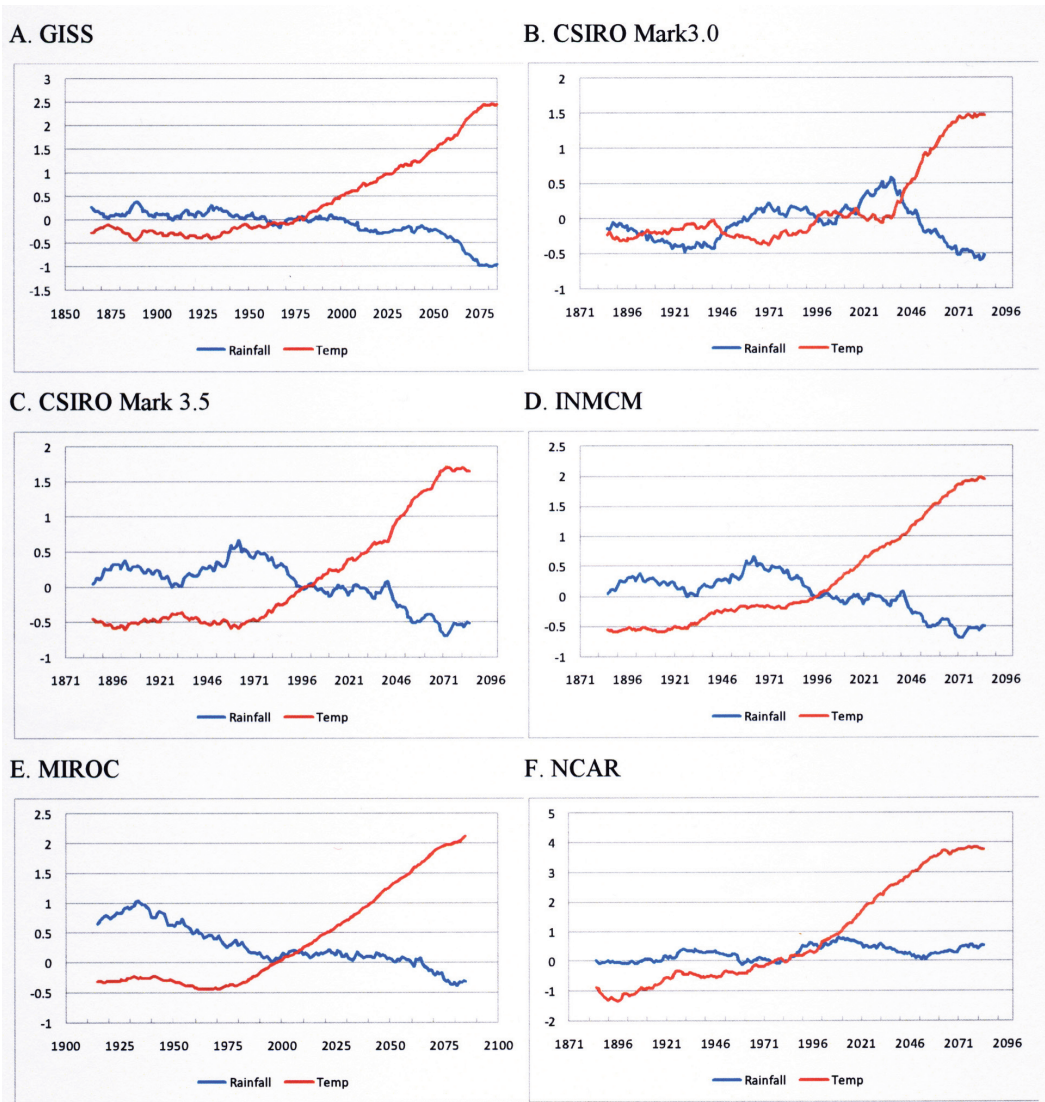 A. GISS
3
2.5
2
1.5
1
0.5
0
-0.5
-1
-1.5
1850 1875 1900 1925 1950 1975 2000 2025 2050 2075
Rainfall Temp
B. CSIRO Mark3.0
2
1.5
1
0.5
0
-0.5
-1
1871 1896 1921 1946 1971 1996 2021 2046 2071 2096
Rainfall Temp
C. CSIRO Mark 3.5
2
1.5
1
0.5
0
-0.5
-1
1871 1896 1921 1946 1971 1996 2021 2046 2071 2096
Rainfall Temp
D. INMCM
2.5
2
1.5
1
0.5
0
-0.5
-1
1871 1896 1921 1946 1971 1996 2021 2046 2071 2096
Rainfall Temp
E. MIROC
2.5
2
1.5
1
0.5
0
-0.5
-1
1900 1925 1950 1975 2000 2025 2050 2075 2100
Rainfall Temp
F. NCAR
5
4
3
2
1
0
-1
-2
1871 1896 1921 1946 1971 1996 2021 2046 2071 2096
Rainfall Temp